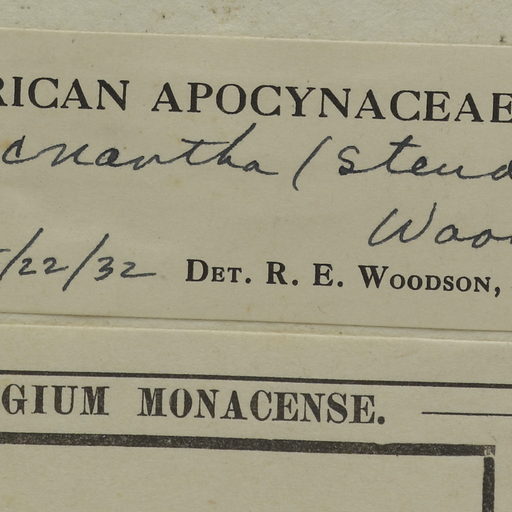 RICAN APOCYNACEAE
cnantha (Steud
Woo
/22/32 DET. R. E. WOODSON,
GIUM MONACENSE.